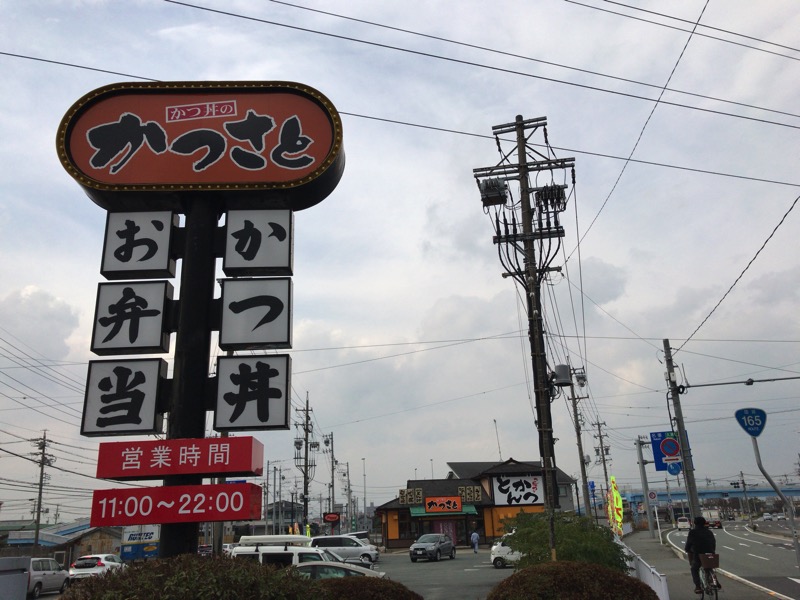 かつ丼の
かつさと
かつ丼
お弁当
営業時間
11:00~22:00
かつさと
とんかつ
165